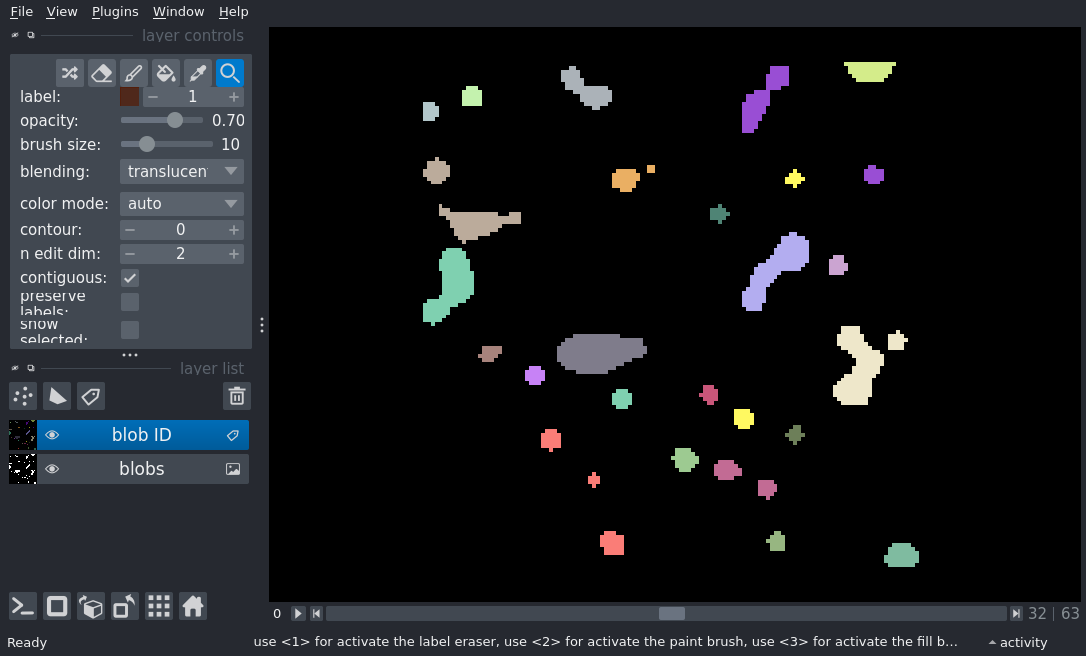 File View Plugins Window Help
layer controls
label: 1
opacity: 0.70
brush size: 10
blending: translucen
color mode: auto
contour: 0
n edit dim: 2
contiguous:
preserve
labels:
show
selected:
layer list
blob ID
blobs
0 32 63
Ready use <1> for activate the label eraser, use <2> for activate the paint brush, use <3> for activate the fill b... activity